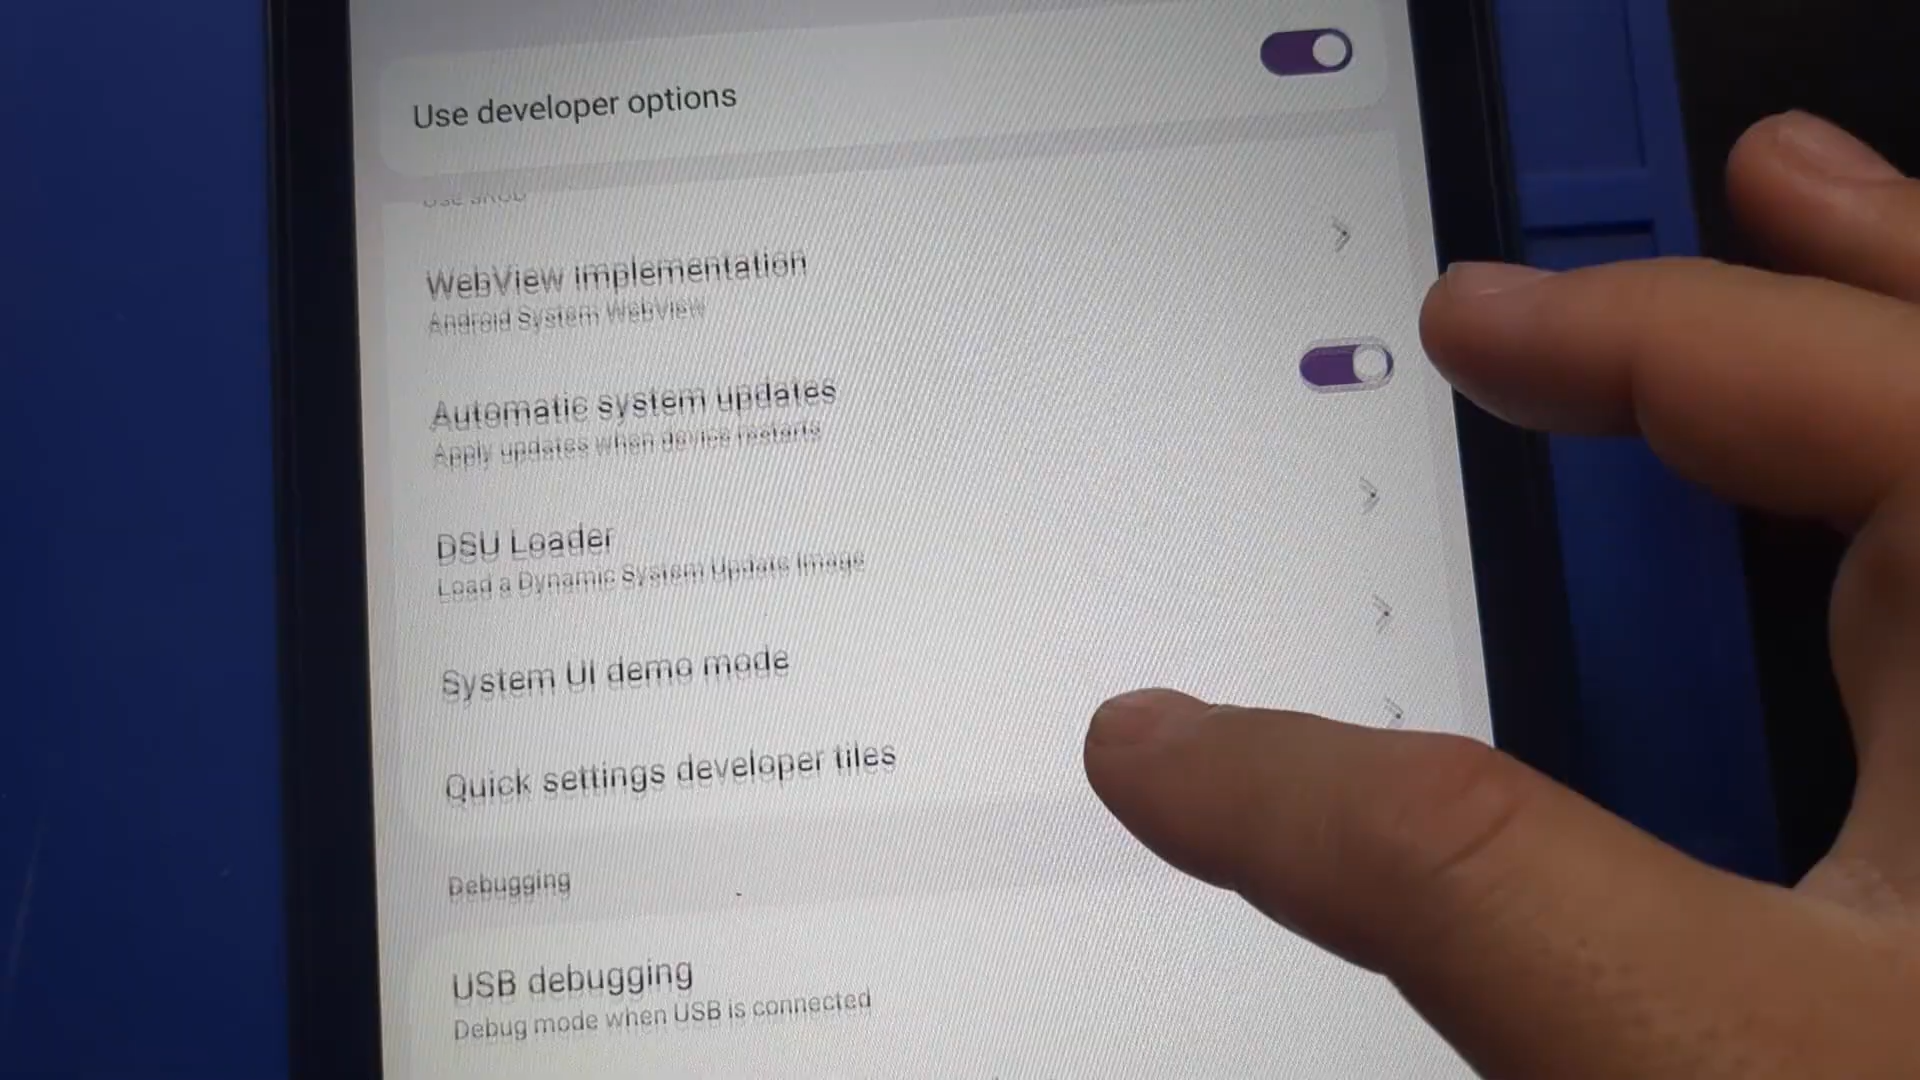 Use developer options
WebView implementation
Android System WebView
Automatic system updates
Apply updates when device restarts
DSU Loader
Load a Dynamic System Update Image
System UI demo mode
Quick settings developer tiles
Debugging
USB debugging
Debug mode when USB is connected